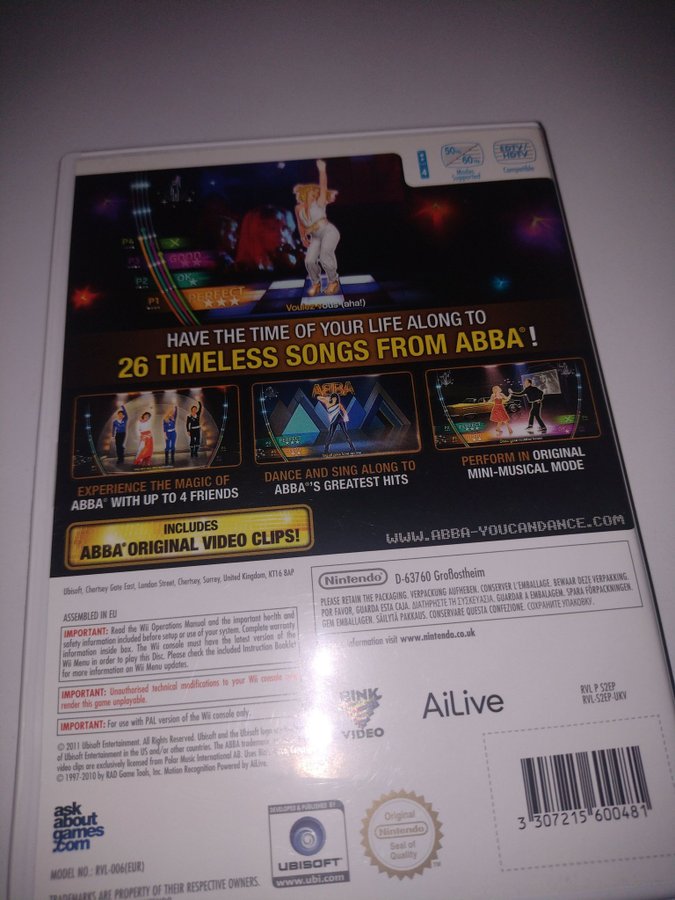 1-4
50Hz 60Hz
Modes Supported
EDTV/HDTV
Compatible
P4 X
P3 GOOD
P2 OK
P1 PERFECT
Voulez-vous (aha!)
HAVE THE TIME OF YOUR LIFE ALONG TO
26 TIMELESS SONGS FROM ABBA®!
ABBA
EXPERIENCE THE MAGIC OF
ABBA® WITH UP TO 4 FRIENDS
DANCE AND SING ALONG TO
ABBA®'S GREATEST HITS
PERFORM IN ORIGINAL
MINI-MUSICAL MODE
INCLUDES
ABBA® ORIGINAL VIDEO CLIPS!
WWW.ABBA-YOUCANDANCE.COM
Ubisoft, Chertsey Gate East, London Street, Chertsey, Surrey, United Kingdom, KT16 8AP
Nintendo® D-63760 Großostheim
PLEASE RETAIN THE PACKAGING. VERPACKUNG AUFHEBEN. CONSERVER L'EMBALLAGE. BEWAAR DEZE VERPAKKING.
POR FAVOR, GUARDA ESTA CAJA. ΔΙΑΤΗΡΗΣΤΕ ΤΗ ΣΥΣΚΕΥΑΣΙΑ. GUARDAR A EMBALAGEM. SPARA FÖRPACKNINGEN.
GEM EMBALLAGEN. SÄILYTÄ PAKKAUS. CONSERVARE QUESTA CONFEZIONE. СОХРАНИТЕ УПАКОВКУ.
information visit www.nintendo.co.uk
ASSEMBLED IN EU
IMPORTANT: Read the Wii Operations Manual and the important health and
safety information included before setup or use of your system. Complete warranty
information inside box. The Wii console must have the latest version of the
Wii Menu in order to play this Disc. Please check the included Instruction Booklet
for more information on Wii Menu updates.
IMPORTANT: Unauthorised technical modifications to your Wii console
render this game unplayable.
IMPORTANT: For use with PAL version of the Wii console only.
© 2011 Ubisoft Entertainment. All Rights Reserved. Ubisoft and the Ubisoft logo
of Ubisoft Entertainment in the US and/or other countries. The ABBA trademark
video clips are exclusively licensed from Polar Music International AB. Uses
© 1997-2010 by RAD Game Tools, Inc. Motion Recognition Powered by AiLive.
BINK
VIDEO
AiLive
RVL P S2EP
RVL-S2EP-UKV
ask
about
games
.com
MODEL NO.: RVL-006(EUR)
TRADEMARKS ARE PROPERTY OF THEIR RESPECTIVE OWNERS.
DEVELOPED & PUBLISHED BY
UBISOFT
www.ubi.com
Original
Nintendo
Seal of
Quality
TM
3 307215 600481